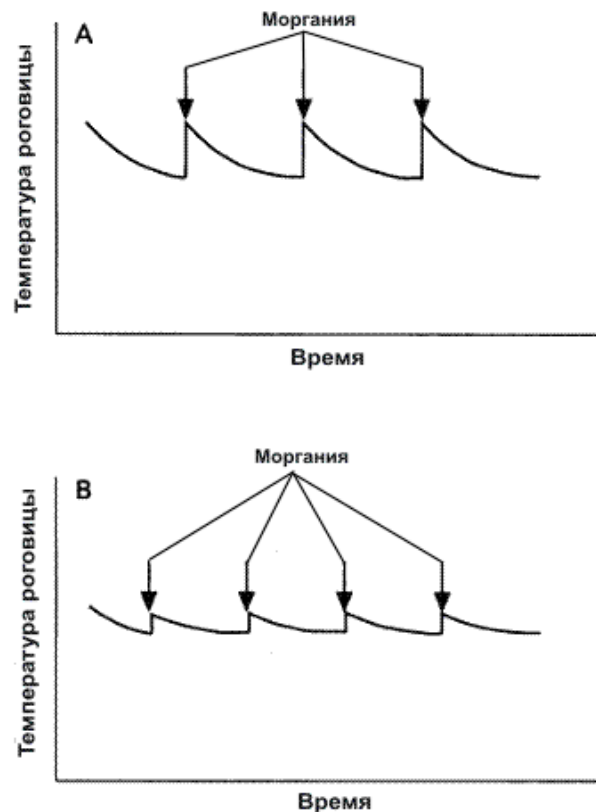 Моргания
A
Температура роговицы
Время
Моргания
B
Температура роговицы
Время